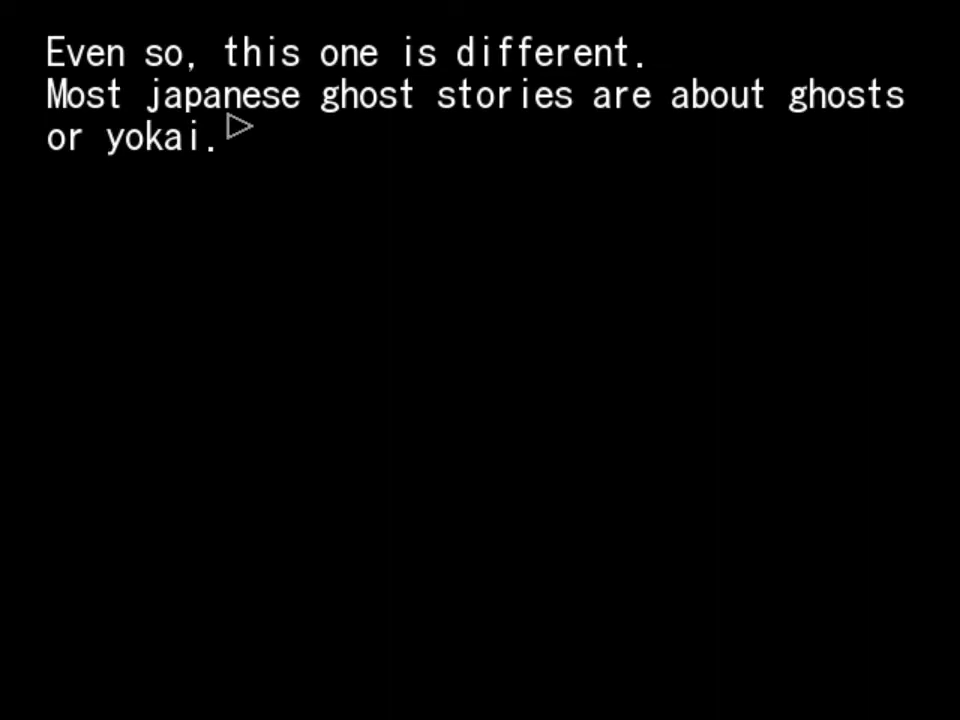 Even so, this one is different.
Most japanese ghost stories are about ghosts
or yokai.